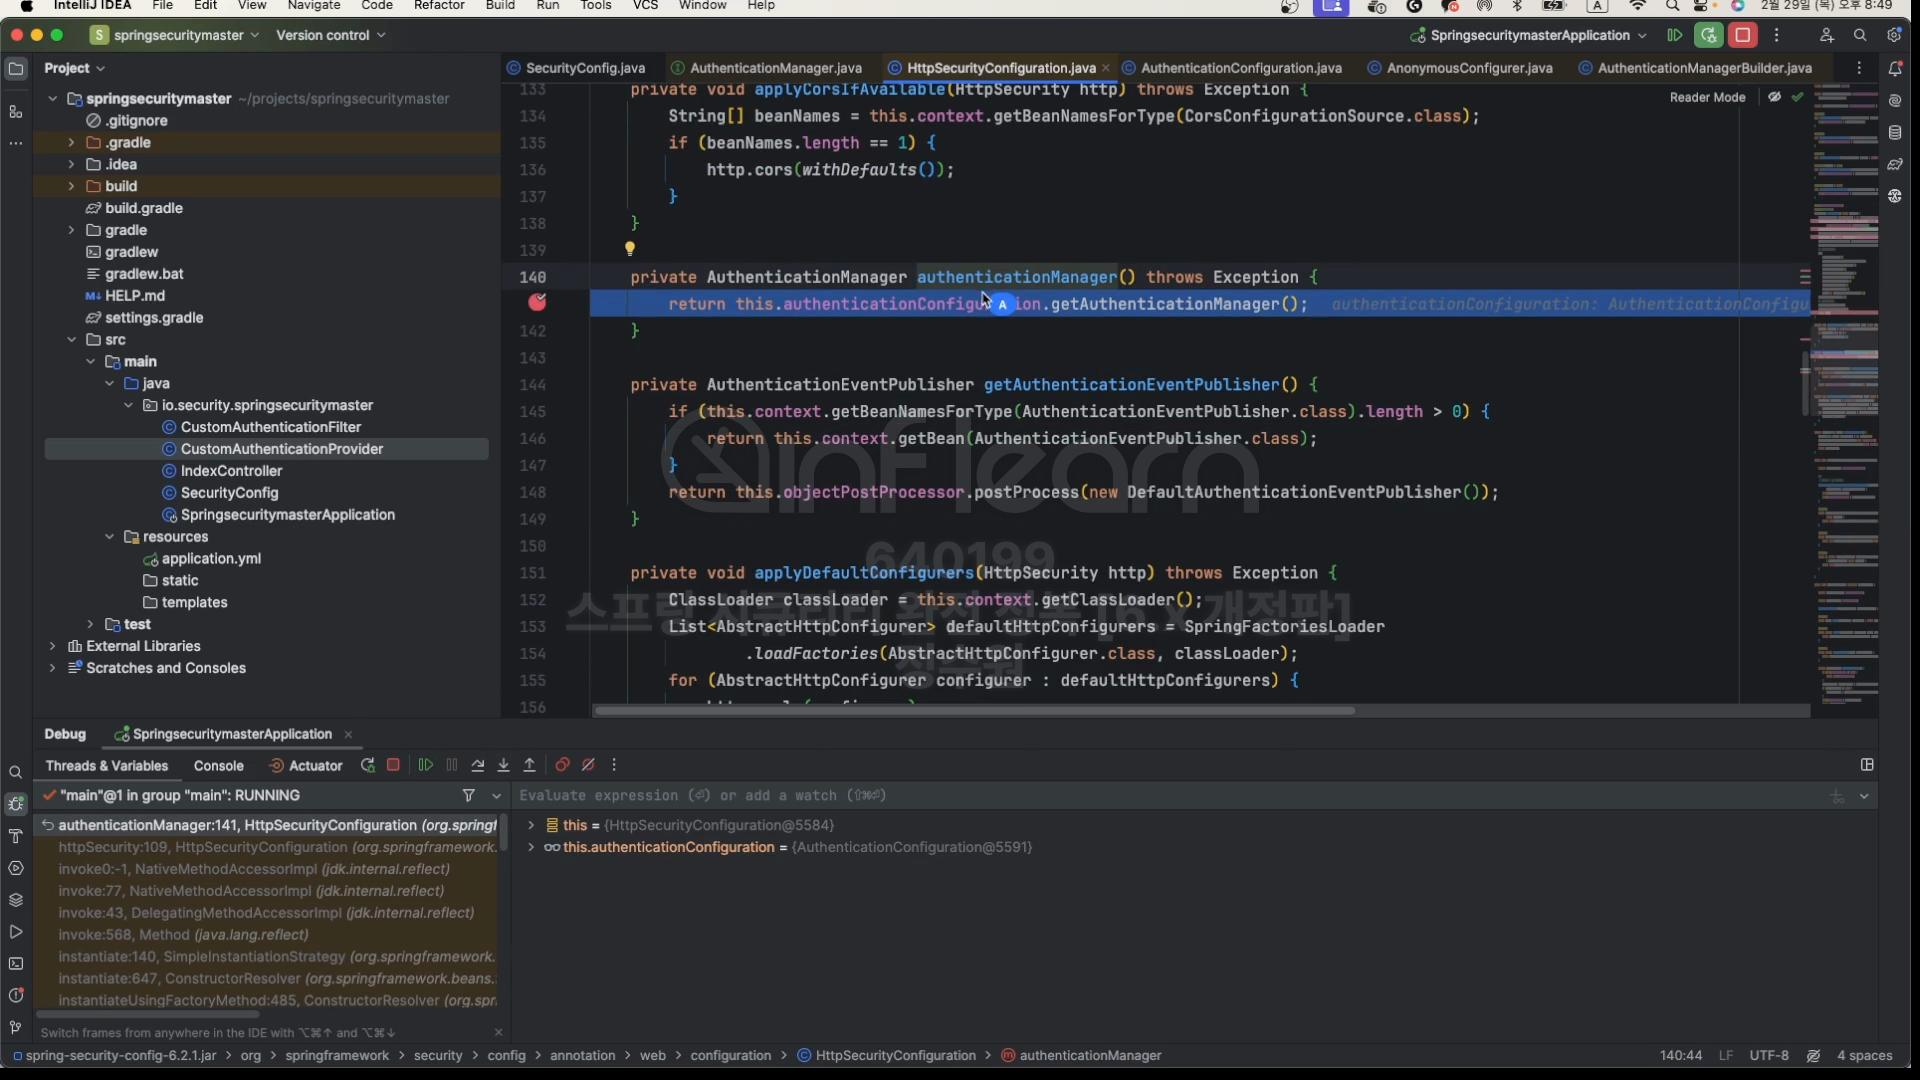 IntelliJ IDEA File Edit View Navigate Code Refactor Build Run Tools VCS Window Help
2월 29일 (목) 오후 8:49
S springsecuritymaster Version control
SpringsecuritymasterApplication
Project
springsecuritymaster ~/projects/springsecuritymaster
.gitignore
.gradle
.idea
build
build.gradle
gradle
gradlew
gradlew.bat
HELP.md
settings.gradle
src
main
java
io.security.springsecuritymaster
CustomAuthenticationFilter
CustomAuthenticationProvider
IndexController
SecurityConfig
SpringsecuritymasterApplication
resources
application.yml
static
templates
test
External Libraries
Scratches and Consoles
SecurityConfig.java AuthenticationManager.java HttpSecurityConfiguration.java AuthenticationConfiguration.java AnonymousConfigurer.java AuthenticationManagerBuilder.java
Reader Mode
133 private void applyCorsIfAvailable(HttpSecurity http) throws Exception {
134 String[] beanNames = this.context.getBeanNamesForType(CorsConfigurationSource.class);
135 if (beanNames.length == 1) {
136 http.cors(withDefaults());
137 }
138 }
139
140 private AuthenticationManager authenticationManager() throws Exception {
return this.authenticationConfiguration.getAuthenticationManager(); authenticationConfiguration: AuthenticationConfigu
142 }
143
144 private AuthenticationEventPublisher getAuthenticationEventPublisher() {
145 if (this.context.getBeanNamesForType(AuthenticationEventPublisher.class).length > 0) {
146 return this.context.getBean(AuthenticationEventPublisher.class);
147 }
148 return this.objectPostProcessor.postProcess(new DefaultAuthenticationEventPublisher());
149 }
150
151 private void applyDefaultConfigurers(HttpSecurity http) throws Exception {
152 ClassLoader classLoader = this.context.getClassLoader();
153 List<AbstractHttpConfigurer> defaultHttpConfigurers = SpringFactoriesLoader
154 .loadFactories(AbstractHttpConfigurer.class, classLoader);
155 for (AbstractHttpConfigurer configurer : defaultHttpConfigurers) {
156
inflearn
640199
스프링 시큐리티 완전 정복 [6.x 개정판]
정수원
Debug SpringsecuritymasterApplication
Threads & Variables Console Actuator
"main"@1 in group "main": RUNNING
Evaluate expression (⏎) or add a watch (⇧⌘⏎)
authenticationManager:141, HttpSecurityConfiguration (org.springf
httpSecurity:109, HttpSecurityConfiguration (org.springframework.
invoke0:-1, NativeMethodAccessorImpl (jdk.internal.reflect)
invoke:77, NativeMethodAccessorImpl (jdk.internal.reflect)
invoke:43, DelegatingMethodAccessorImpl (jdk.internal.reflect)
invoke:568, Method (java.lang.reflect)
instantiate:140, SimpleInstantiationStrategy (org.springframework.
instantiate:647, ConstructorResolver (org.springframework.beans.
instantiateUsingFactoryMethod:485, ConstructorResolver (org.spr
this = {HttpSecurityConfiguration@5584}
this.authenticationConfiguration = {AuthenticationConfiguration@5591}
Switch frames from anywhere in the IDE with ⌥⌘↑ and ⌥⌘↓
spring-security-config-6.2.1.jar > org > springframework > security > config > annotation > web > configuration > HttpSecurityConfiguration > authenticationManager
140:44 LF UTF-8 4 spaces